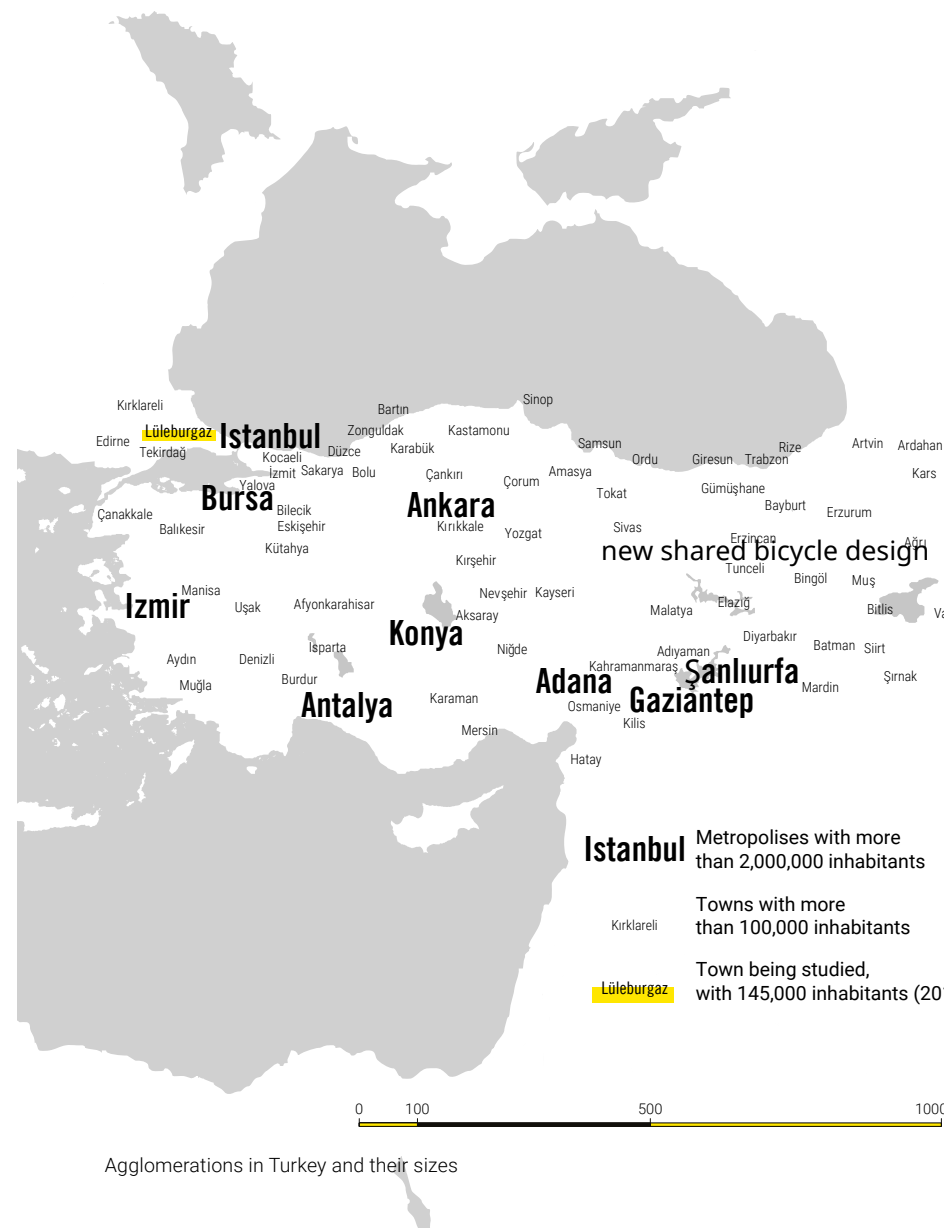 Kırklareli
Bartın
Sinop
Edirne
Lüleburgaz
Istanbul
Zonguldak
Kastamonu
Samsun
Artvin
Ardahan
Tekirdağ
Kocaeli
Düzce
Karabük
Ordu
Giresun
Trabzon
Rize
İzmit
Sakarya
Bolu
Çankırı
Çorum
Amasya
Kars
Yalova
Bursa
Ankara
Tokat
Gümüşhane
Çanakkale
Bilecik
Bayburt
Erzurum
Balıkesir
Eskişehir
Kırıkkale
Yozgat
Sivas
Erzincan
Ağrı
Kütahya
new shared bicycle design
Kırşehir
Tunceli
Bingöl
Muş
Manisa
Izmir
Uşak
Afyonkarahisar
Nevşehir
Kayseri
Aksaray
Malatya
Elazığ
Bitlis
Va
Konya
Isparta
Niğde
Diyarbakır
Batman
Siirt
Aydın
Denizli
Adıyaman
Kahramanmaraş
Şanlıurfa
Şırnak
Muğla
Burdur
Adana
Mardin
Antalya
Karaman
Osmaniye
Gaziantep
Mersin
Kilis
Hatay
Istanbul
Metropolises with more
than 2,000,000 inhabitants
Kırklareli
Towns with more
than 100,000 inhabitants
Lüleburgaz
Town being studied,
with 145,000 inhabitants (20
0 100 500 1000
Agglomerations in Turkey and their sizes